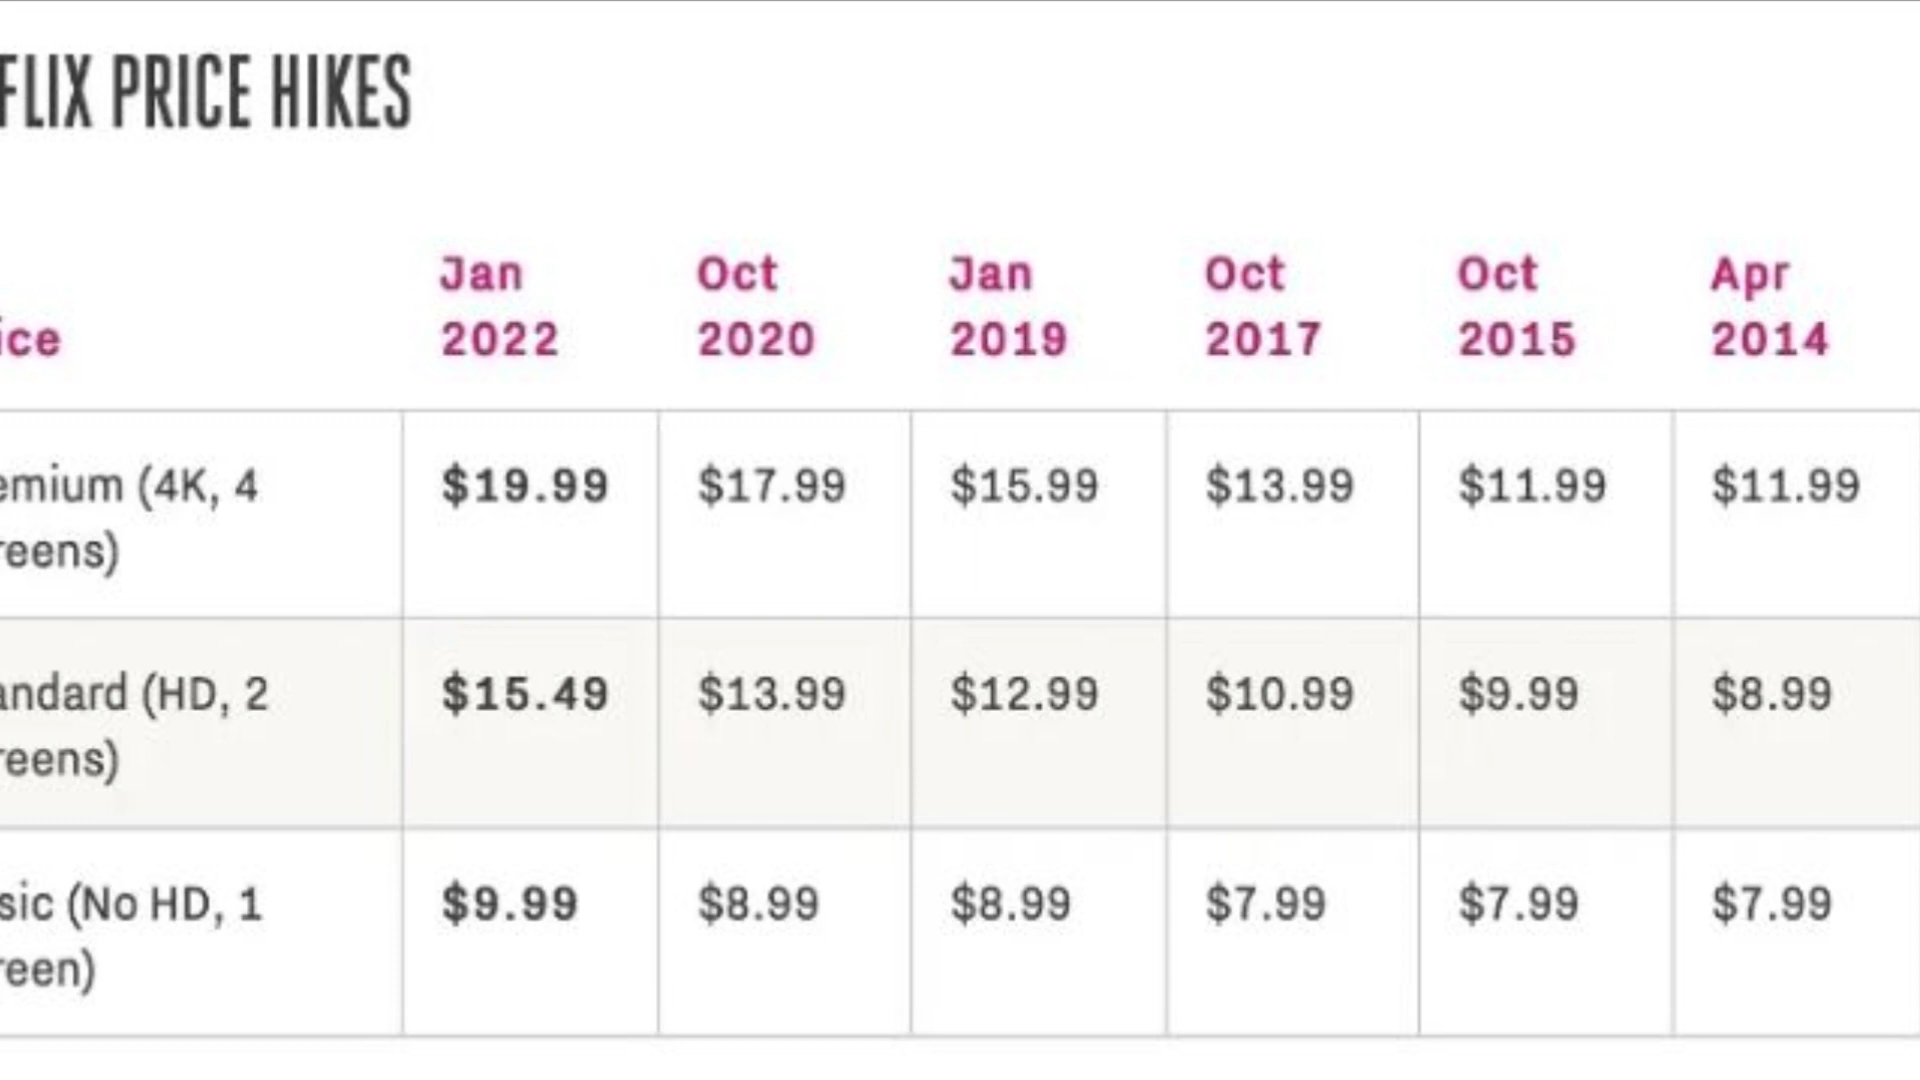 FLIX PRICE HIKES
ice Jan 2022 Oct 2020 Jan 2019 Oct 2017 Oct 2015 Apr 2014
emium (4K, 4 reens) $19.99 $17.99 $15.99 $13.99 $11.99 $11.99
andard (HD, 2 reens) $15.49 $13.99 $12.99 $10.99 $9.99 $8.99
sic (No HD, 1 reen) $9.99 $8.99 $8.99 $7.99 $7.99 $7.99